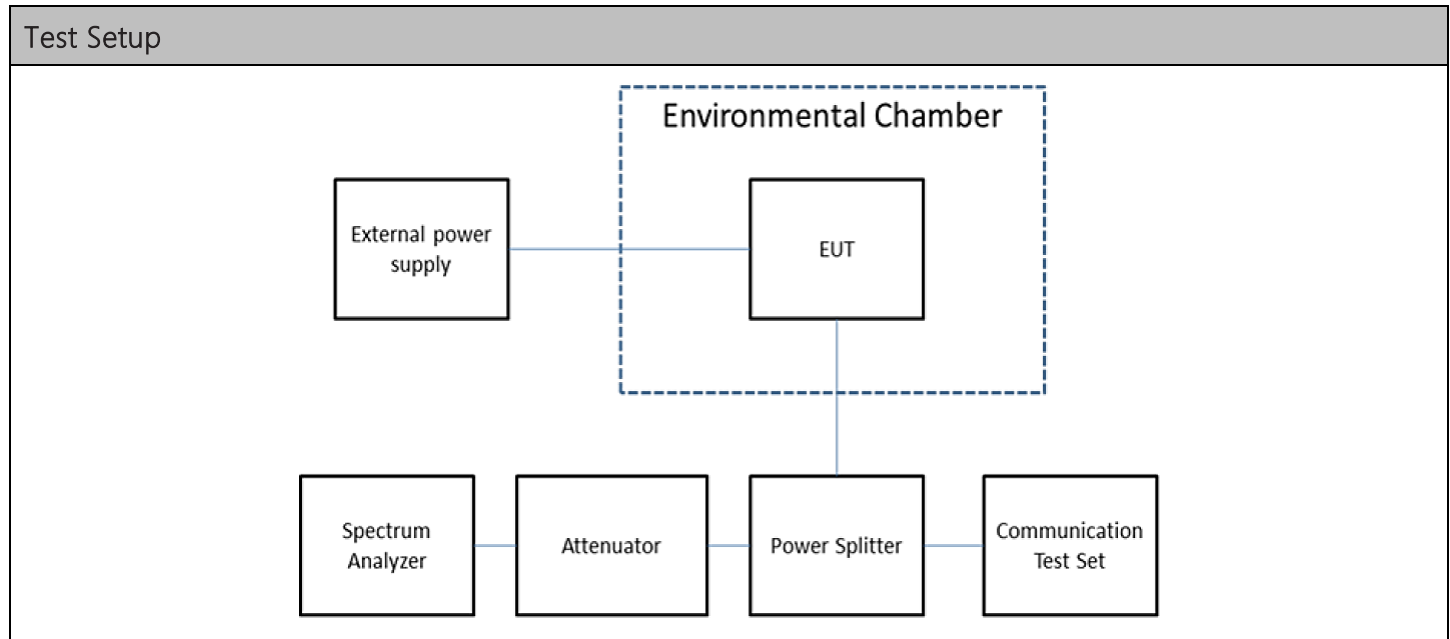 Test Setup
Environmental Chamber
External power
supply
EUT
Spectrum
Analyzer
Attenuator
Power Splitter
Communication
Test Set